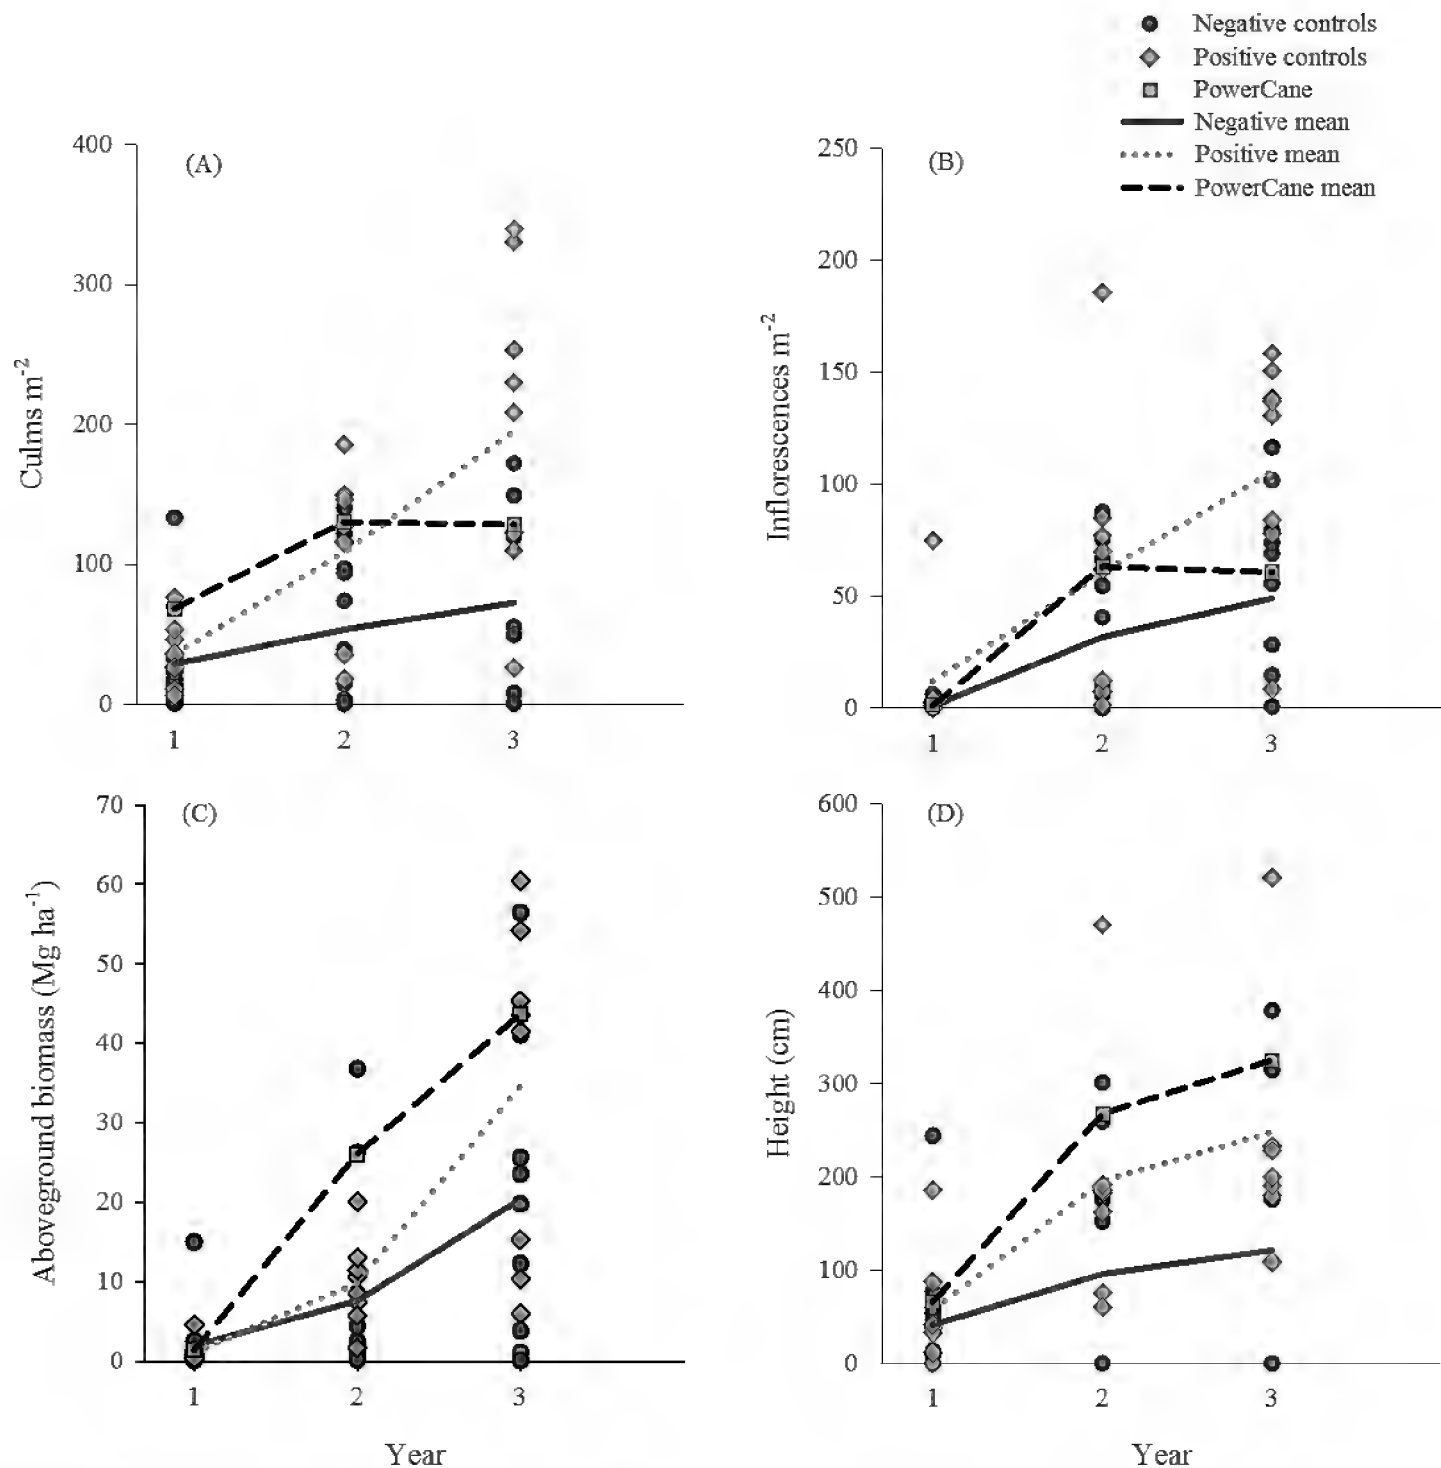 Negative controls
Positive controls
PowerCane
Negative mean
Positive mean
PowerCane mean
400
300
200
100
0
(A)
Culms m⁻²
1 2 3
250
200
150
100
50
0
(B)
Inflorescences m⁻²
1 2 3
70
60
50
40
30
20
10
0
(C)
Aboveground biomass (Mg ha⁻¹)
1 2 3
Year
600
500
400
300
200
100
0
(D)
Height (cm)
1 2 3
Year